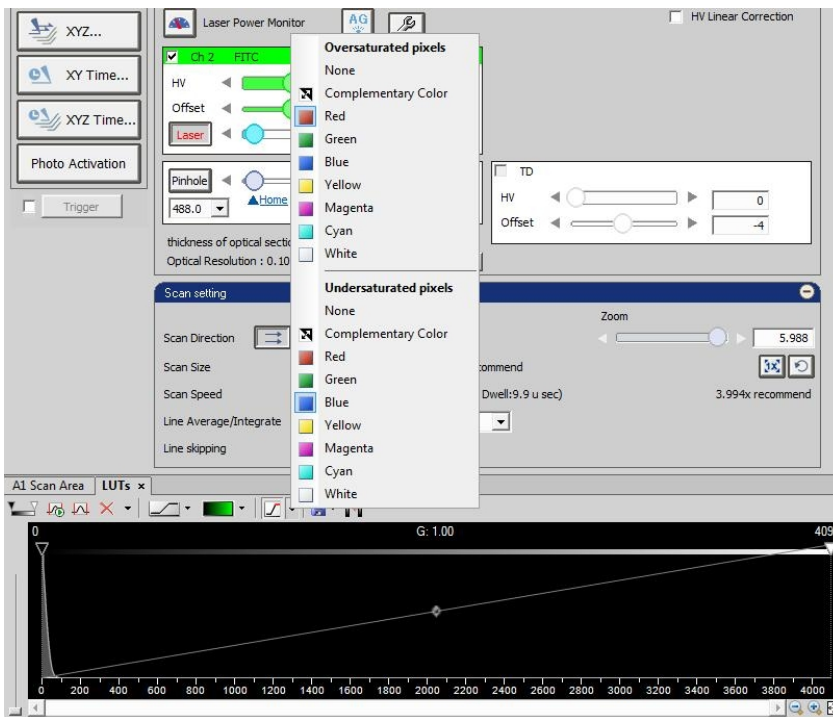 XYZ...
XY Time...
XYZ Time...
Photo Activation
Trigger
Laser Power Monitor
AG
HV Linear Correction
Ch 2 FITC
HV
Offset
Laser
Pinhole
Home
488.0
thickness of optical sectio
Optical Resolution : 0.10
TD
HV 0
Offset -4
Oversaturated pixels
None
Complementary Color
Red
Green
Blue
Yellow
Magenta
Cyan
White
Undersaturated pixels
None
Complementary Color
Red
Green
Blue
Yellow
Magenta
Cyan
White
Scan setting
Scan Direction
Scan Size
Scan Speed
Line Average/Integrate
Line skipping
ommend
Dwell:9.9 u sec)
Zoom
5.988
1x
3.994x recommend
A1 Scan Area LUTs x
0 G: 1.00 409
0 200 400 600 800 1000 1200 1400 1600 1800 2000 2200 2400 2600 2800 3000 3200 3400 3600 3800 4000